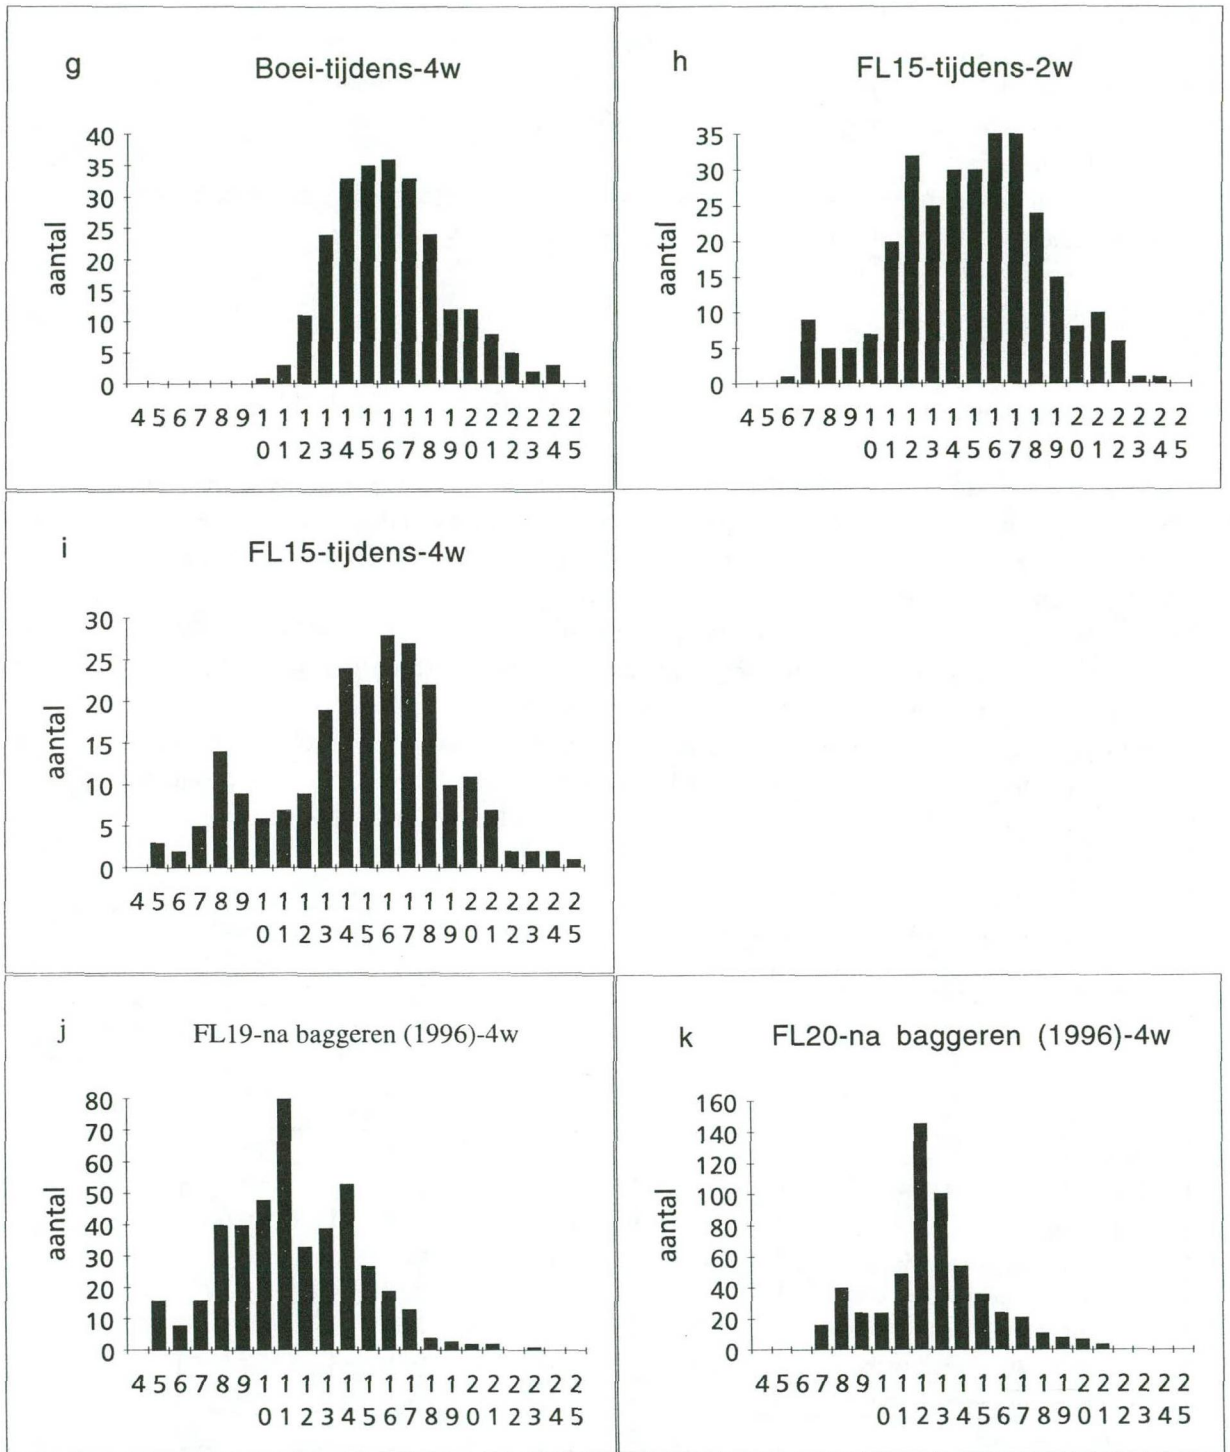 g Boei-tijdens-4w
aantal
40
35
30
25
20
15
10
5
0
4 5 6 7 8 9 1 1 1 1 1 1 1 1 1 1 2 2 2 2 2 2
0 1 2 3 4 5 6 7 8 9 0 1 2 3 4 5
h FL15-tijdens-2w
aantal
35
30
25
20
15
10
5
0
4 5 6 7 8 9 1 1 1 1 1 1 1 1 1 1 2 2 2 2 2 2
0 1 2 3 4 5 6 7 8 9 0 1 2 3 4 5
i FL15-tijdens-4w
aantal
30
25
20
15
10
5
0
4 5 6 7 8 9 1 1 1 1 1 1 1 1 1 1 2 2 2 2 2 2
0 1 2 3 4 5 6 7 8 9 0 1 2 3 4 5
j FL19-na baggeren (1996)-4w
aantal
80
70
60
50
40
30
20
10
0
4 5 6 7 8 9 1 1 1 1 1 1 1 1 1 1 2 2 2 2 2 2
0 1 2 3 4 5 6 7 8 9 0 1 2 3 4 5
k FL20-na baggeren (1996)-4w
aantal
160
140
120
100
80
60
40
20
0
4 5 6 7 8 9 1 1 1 1 1 1 1 1 1 1 2 2 2 2 2 2
0 1 2 3 4 5 6 7 8 9 0 1 2 3 4 5